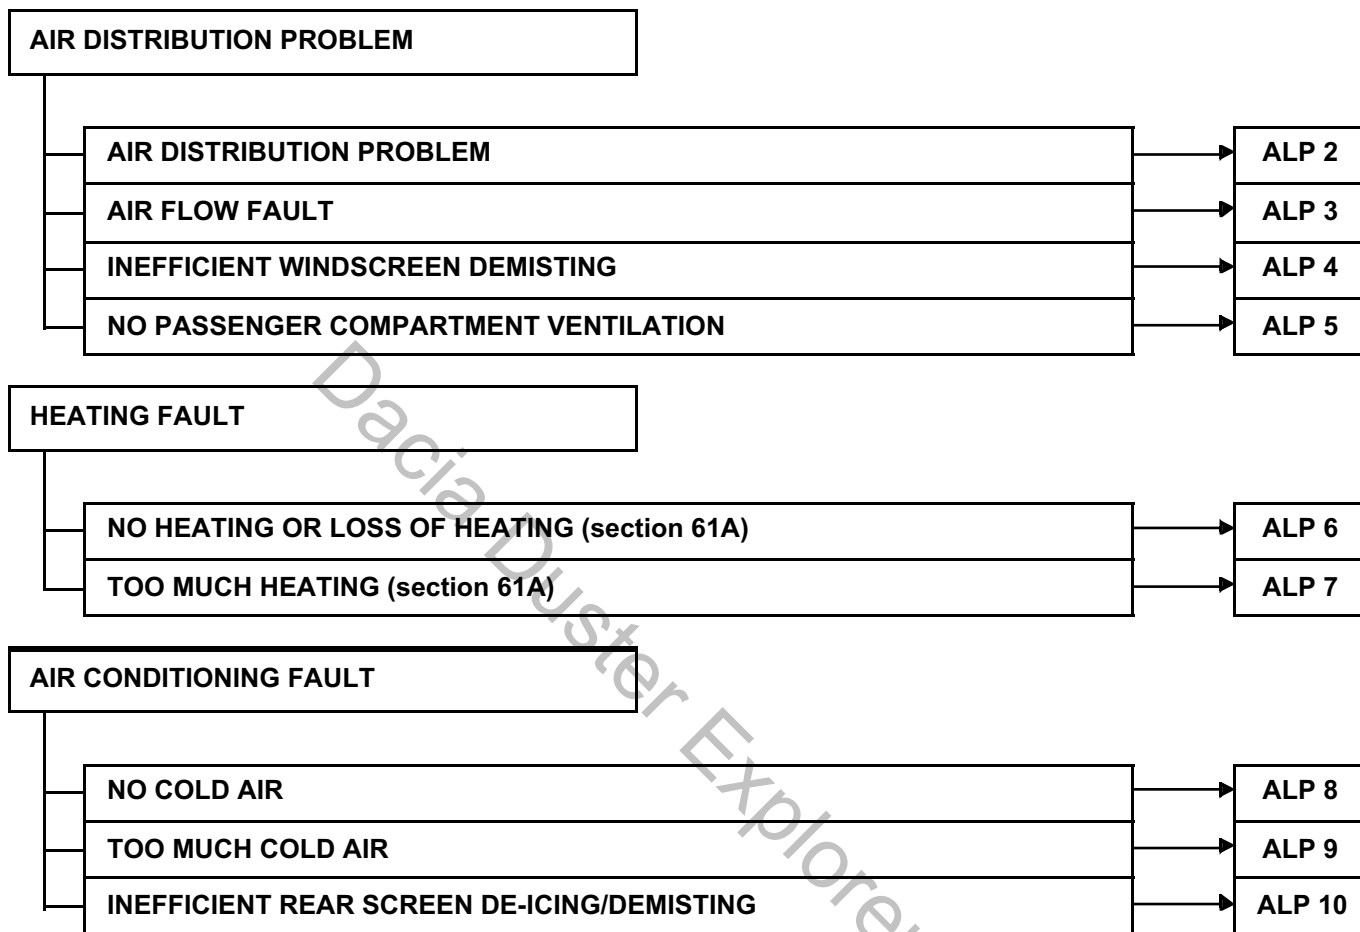 AIR DISTRIBUTION PROBLEM
AIR DISTRIBUTION PROBLEM ALP 2
AIR FLOW FAULT ALP 3
INEFFICIENT WINDSCREEN DEMISTING ALP 4
NO PASSENGER COMPARTMENT VENTILATION ALP 5
HEATING FAULT
NO HEATING OR LOSS OF HEATING (section 61A) ALP 6
TOO MUCH HEATING (section 61A) ALP 7
AIR CONDITIONING FAULT
NO COLD AIR ALP 8
TOO MUCH COLD AIR ALP 9
INEFFICIENT REAR SCREEN DE-ICING/DEMISTING ALP 10
Dacia Duster Explorer